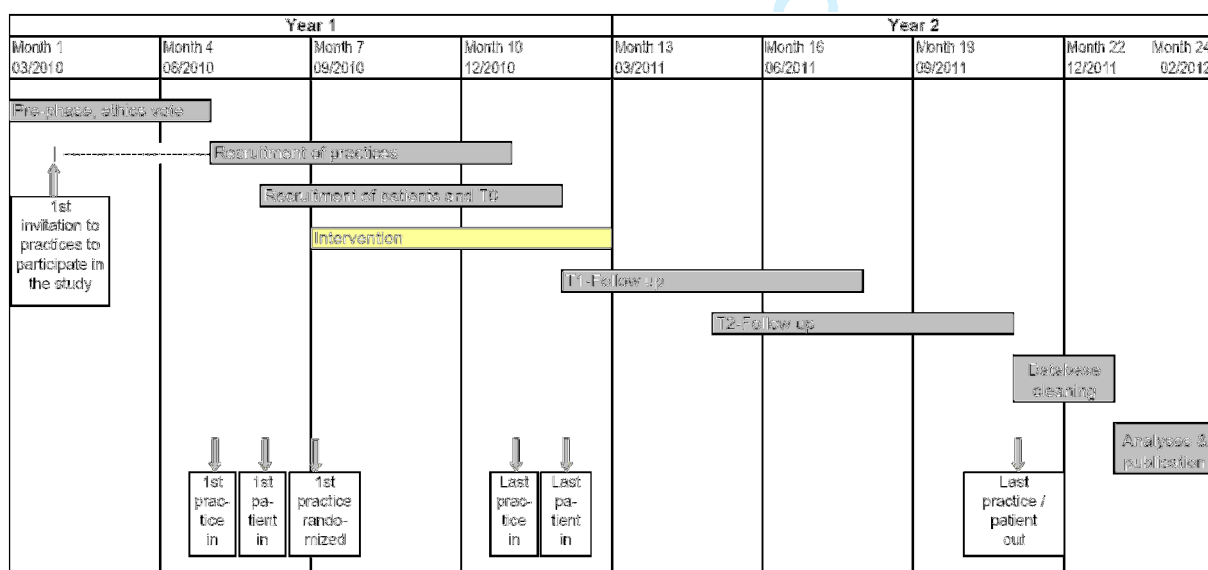 Year 1 Year 2
Month 1 Month 4 Month 7 Month 10 Month 13 Month 16 Month 19 Month 22 Month 24
03/2010 06/2010 09/2010 12/2010 03/2011 06/2011 09/2011 12/2011 02/2012
Pre-phase, ethics vote
Recruitment of practices
1st
invitation to
practices to
participate in
the study
Recruitment of patients and T0
Intervention
T1-Follow up
T2-Follow up
Database
cleaning
Analyses &
publication
1st
prac-
tice
in
1st
pa-
tient
in
1st
practice
rando-
mized
Last
prac-
tice
in
Last
pa-
tient
in
Last
practice /
patient
out